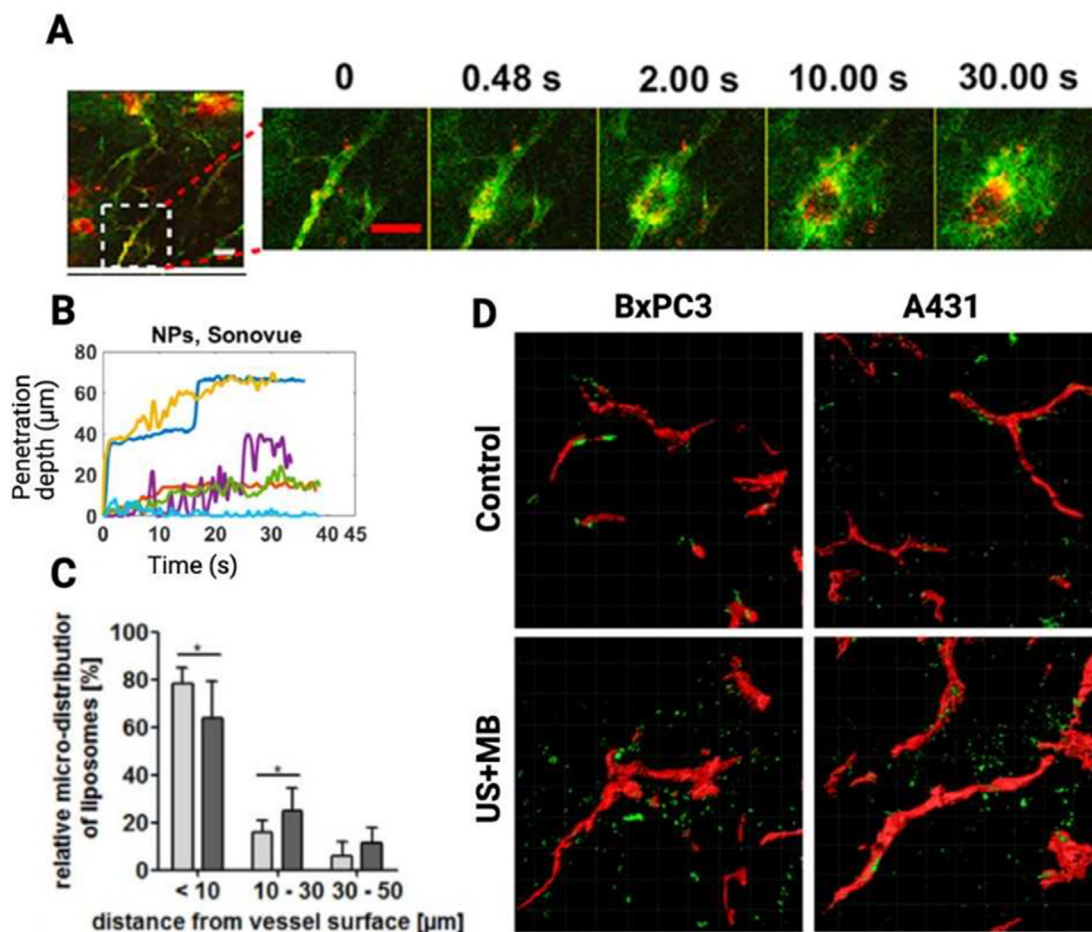 A
0 0.48 s 2.00 s 10.00 s 30.00 s
B
NPs, Sonovue
80
60
40
20
0
0 10 20 30 40 45
Penetration
depth (µm)
Time (s)
C
100
80
60
40
20
0
relative micro-distribution
of liposomes [%]
*
*
< 10 10 - 30 30 - 50
distance from vessel surface [µm]
D
BxPC3 A431
Control
US+MB